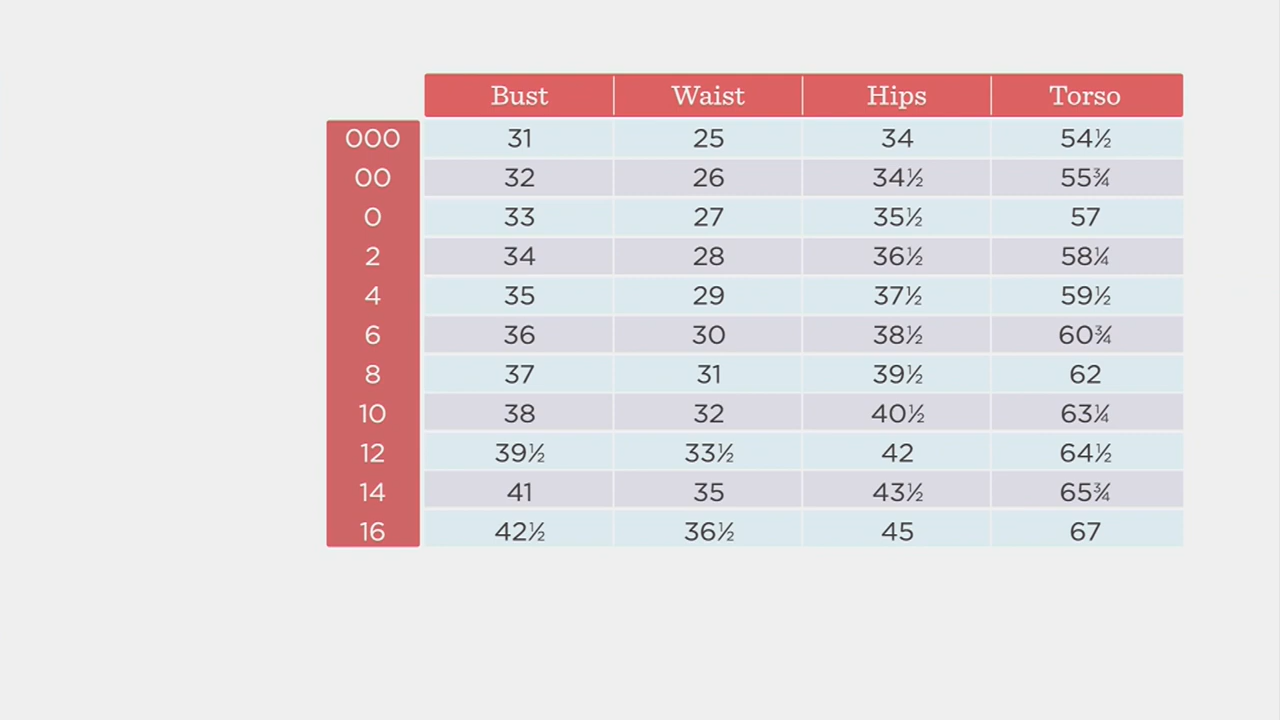 Bust Waist Hips Torso
000 31 25 34 54½
00 32 26 34½ 55¾
0 33 27 35½ 57
2 34 28 36½ 58¼
4 35 29 37½ 59½
6 36 30 38½ 60¾
8 37 31 39½ 62
10 38 32 40½ 63¼
12 39½ 33½ 42 64½
14 41 35 43½ 65¾
16 42½ 36½ 45 67